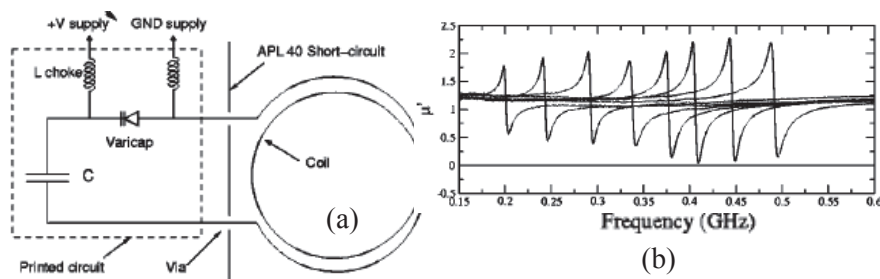 +V supply GND supply
APL 40 Short-circuit
L choke
Varicap
Coil
C
(a)
Printed circuit
Via
2.5
2
1.5
μ'
1
0.5
0
-0.5
0.15 0.2 0.25 0.3 0.35 0.4 0.45 0.5 0.55 0.6
Frequency (GHz)
(b)